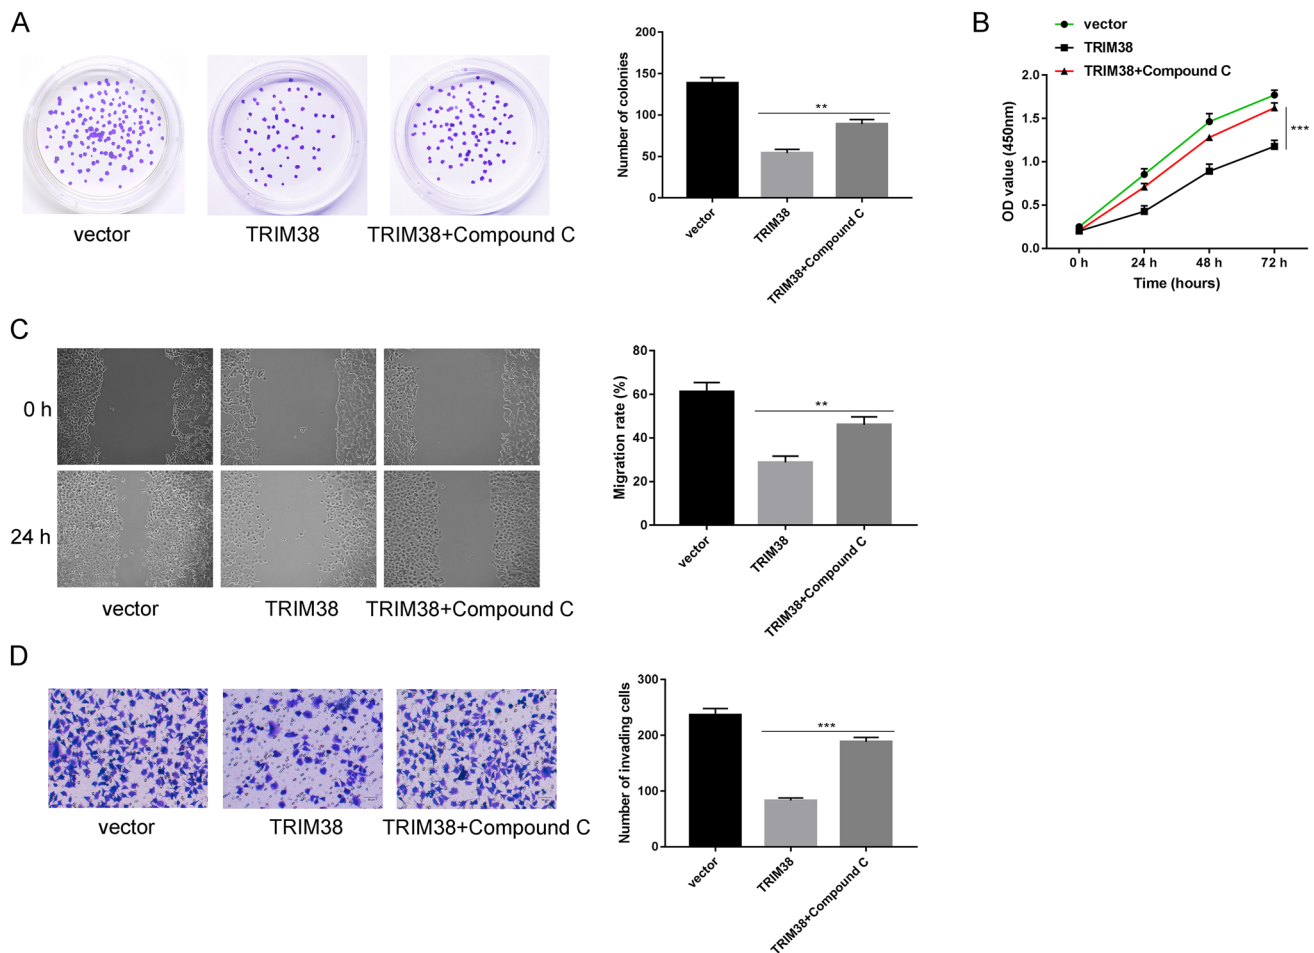 A
vector
TRIM38
TRIM38+Compound C
Number of colonies
200
150
100
50
0
**
vector
TRIM38
TRIM38+Compound C
B
vector
TRIM38
TRIM38+Compound C
OD value (450nm)
2.0
1.5
1.0
0.5
0.0
***
0 h
24 h
48 h
72 h
Time (hours)
C
0 h
24 h
vector
TRIM38
TRIM38+Compound C
Migration rate (%)
80
60
40
20
0
**
vector
TRIM38
TRIM38+Compound C
D
vector
TRIM38
TRIM38+Compound C
Number of invading cells
300
200
100
0
***
vector
TRIM38
TRIM38+Compound C